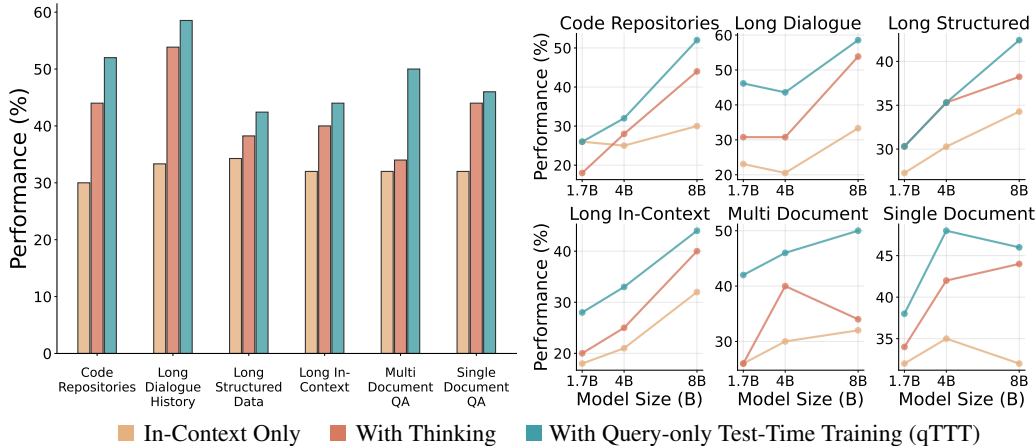 Performance (%)
60
50
40
30
20
10
0
Code
Repositories
Long
Dialogue
History
Long
Structured
Data
Long In-
Context
Multi
Document
QA
Single
Document
QA
Code Repositories
Performance (%)
50
40
30
20
1.7B 4B 8B
Long Dialogue
60
50
40
30
20
1.7B 4B 8B
Long Structured
40
35
30
1.7B 4B 8B
Long In-Context
Performance (%)
40
30
20
1.7B 4B 8B
Model Size (B)
Multi Document
50
40
30
1.7B 4B 8B
Model Size (B)
Single Document
45
40
35
1.7B 4B 8B
Model Size (B)
In-Context Only
With Thinking
With Query-only Test-Time Training (qTTT)